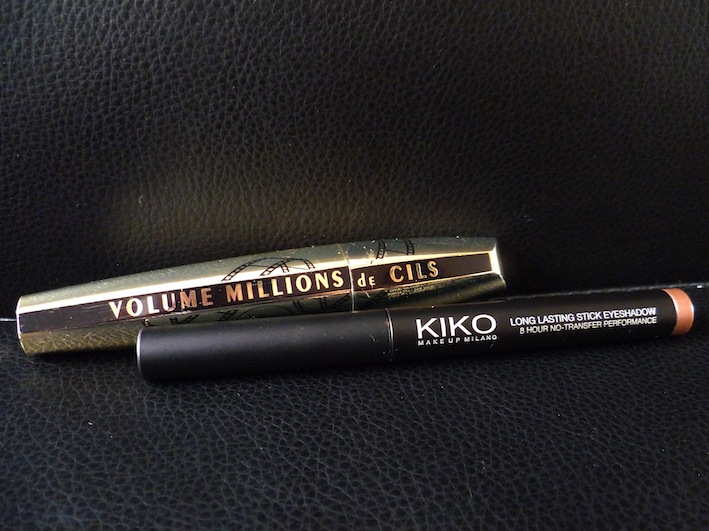 VOLUME MILLIONS de CILS
KIKO
MAKE UP MILANO
LONG LASTING STICK EYESHADOW
8 HOUR NO-TRANSFER PERFORMANCE